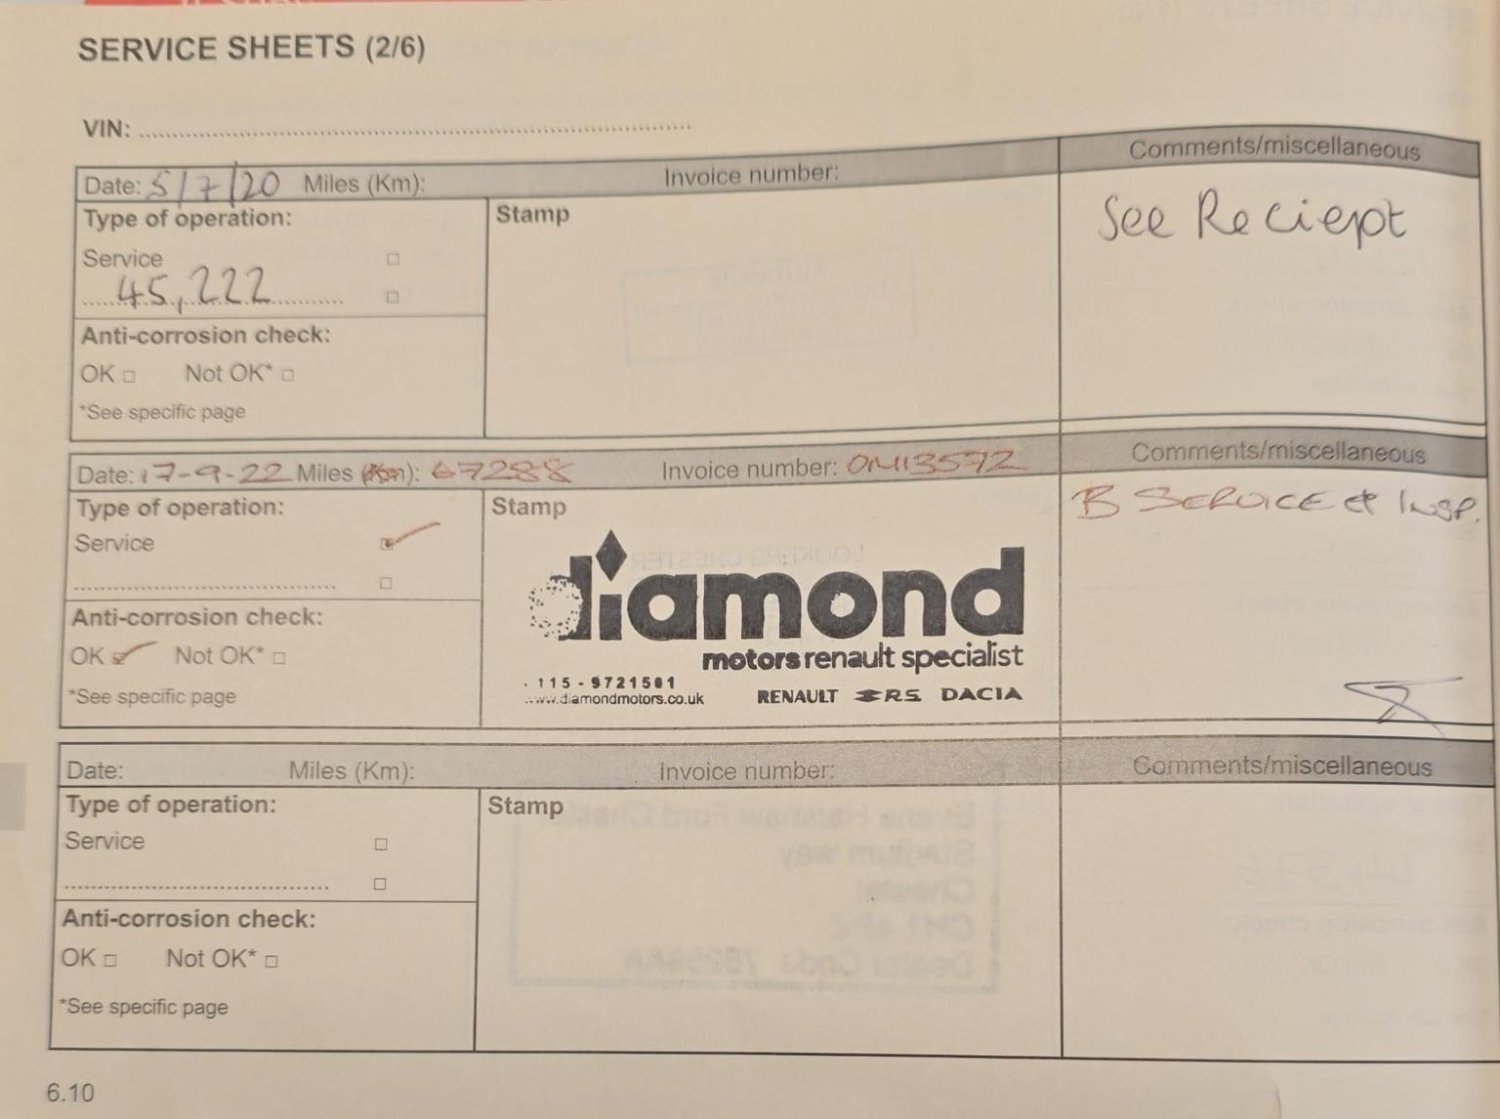 SERVICE SHEETS (2/6)
VIN:
Date: 5/7/20 Miles (Km): Invoice number: Comments/miscellaneous
Type of operation: Stamp
See Reciept
Service
45,222
Anti-corrosion check:
OK Not OK*
*See specific page
Date: 17-9-22 Miles (Km): 67288 Invoice number: Comments/miscellaneous
Type of operation: Stamp
B SERVICE & INSP.
Service
diamond
motors renault specialist
115 - 9721501
www.diamondmotors.co.uk RENAULT RS DACIA
Anti-corrosion check:
OK Not OK*
*See specific page
Date: Miles (Km): Invoice number: Comments/miscellaneous
Type of operation: Stamp
Service
Anti-corrosion check:
OK Not OK*
*See specific page
6.10